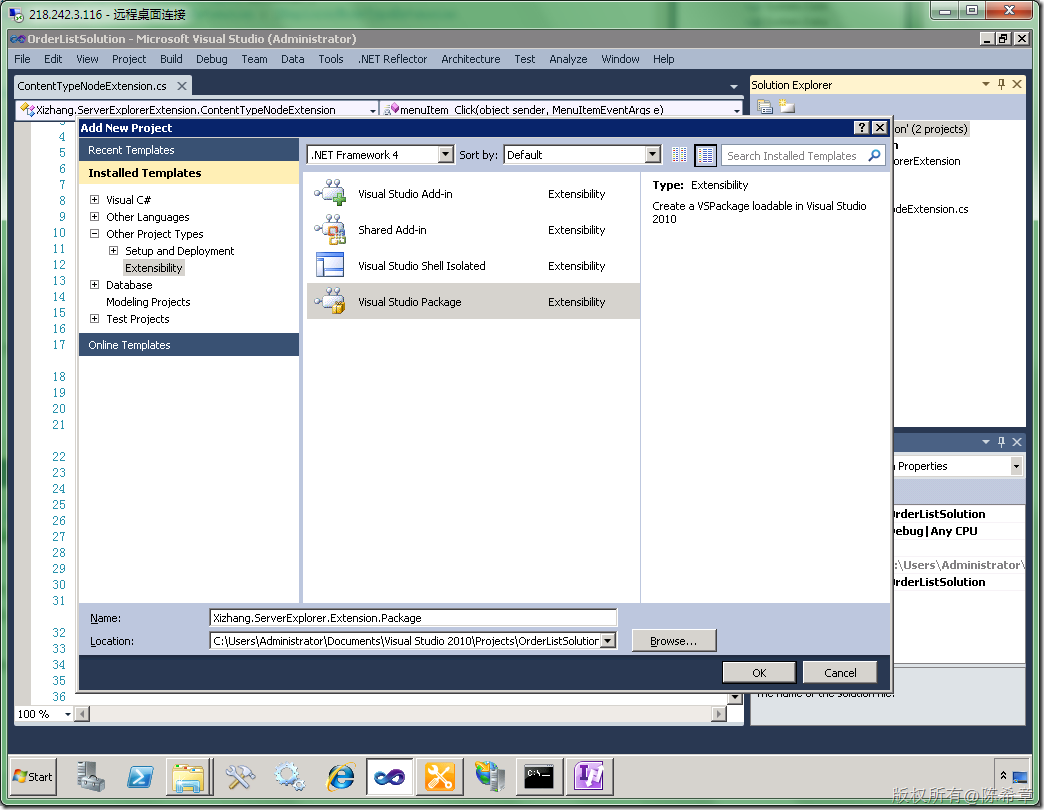 218.242.3.116 - 远程桌面连接
OrderListSolution - Microsoft Visual Studio (Administrator)
File Edit View Project Build Debug Team Data Tools .NET Reflector Architecture Test Analyze Window Help
ContentTypeNodeExtension.cs
Solution Explorer
Xizhang.ServerExplorerExtension.ContentTypeNodeExtension
menuItem_Click(object sender, MenuItemEventArgs e)
Add New Project
on' (2 projects)
Recent Templates
.NET Framework 4
Sort by:
Default
Search Installed Templates
Installed Templates
Visual C#
Other Languages
Other Project Types
Setup and Deployment
Extensibility
Database
Modeling Projects
Test Projects
Online Templates
Visual Studio Add-in Extensibility
Shared Add-in Extensibility
Visual Studio Shell Isolated Extensibility
Visual Studio Package Extensibility
Type: Extensibility
Create a VSPackage loadable in Visual Studio
2010
n
orerExtension
deExtension.cs
4
5
6
7
8
9
10
11
12
13
14
15
16
17
18
19
20
21
22
23
24
25
26
27
28
29
30
31
32
33
34
35
36
Properties
rderListSolution
ebug|Any CPU
:\Users\Administrator\
rderListSolution
Name:
Xizhang.ServerExplorer.Extension.Package
Location:
C:\Users\Administrator\Documents\Visual Studio 2010\Projects\OrderListSolution
Browse...
OK
Cancel
The name of the solution file.
100 %
Start
版权所有@陈希章